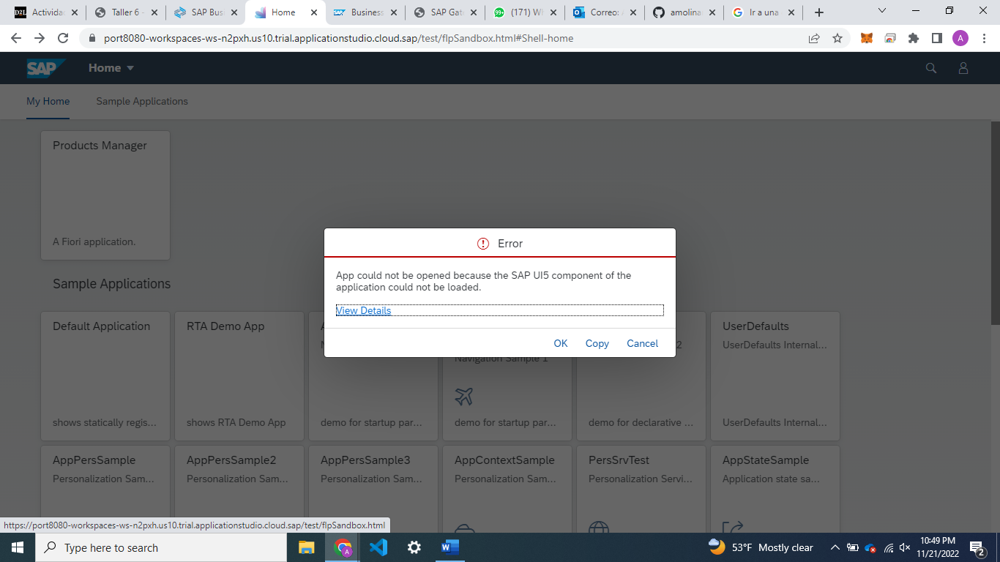 D2L Actividad
Taller 6 -
SAP Bus
Home
Business
SAP Gat
99+ (171) W
Correo:
amolina
Ir a una
port8080-workspaces-ws-n2pxh.us10.trial.applicationstudio.cloud.sap/test/flpSandbox.html#Shell-home
A
SAP Home
My Home Sample Applications
Products Manager
A Fiori application.
Error
App could not be opened because the SAP UI5 component of the
application could not be loaded.
View Details
OK Copy Cancel
Sample Applications
Default Application
shows statically regis...
RTA Demo App
shows RTA Demo App
demo for startup par...
Navigation Sample 1
demo for startup par...
2
demo for declarative ...
UserDefaults
UserDefaults Internal...
UserDefaults Internal...
AppPersSample
Personalization Sam...
AppPersSample2
Personalization Sam...
AppPersSample3
Personalization Sam...
AppContextSample
Personalization Sam...
PersSrvTest
Personalization Servi...
AppStateSample
Application state sa...
https://port8080-workspaces-ws-n2pxh.us10.trial.applicationstudio.cloud.sap/test/flpSandbox.html
Type here to search
A
53°F Mostly clear
10:49 PM
11/21/2022
2